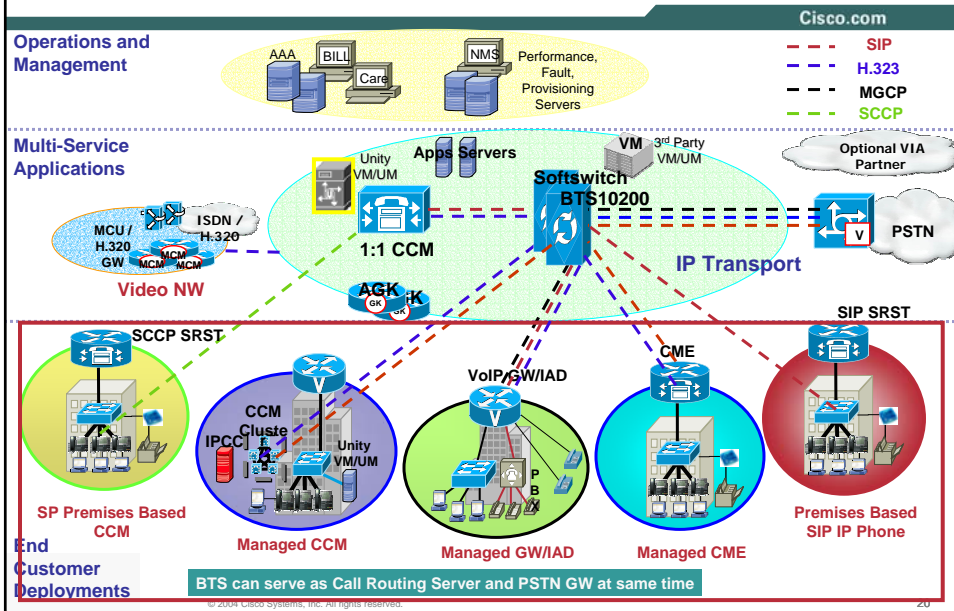 Cisco.com
Operations and
Management
AAA
BILL
Care
NMS
Performance,
Fault,
Provisioning
Servers
SIP
H.323
MGCP
SCCP
Multi-Service
Applications
Unity
VM/UM
Apps Servers
VM
3rd Party
VM/UM
Optional VIA
Partner
Softswitch
BTS10200
1:1 CCM
MCU /
H.320
GW
ISDN /
H.320
MCM
MCM
MCM
Video NW
V
PSTN
IP Transport
AGK
GK
GK
SCCP SRST
SIP SRST
CME
VoIP GW/IAD
V
V
CCM
Cluste
IPCC
Unity
VM/UM
P
B
X
SP Premises Based
CCM
Managed CCM
Managed GW/IAD
Managed CME
Premises Based
SIP IP Phone
End
Customer
Deployments
BTS can serve as Call Routing Server and PSTN GW at same time
© 2004 Cisco Systems, Inc. All rights reserved.
20